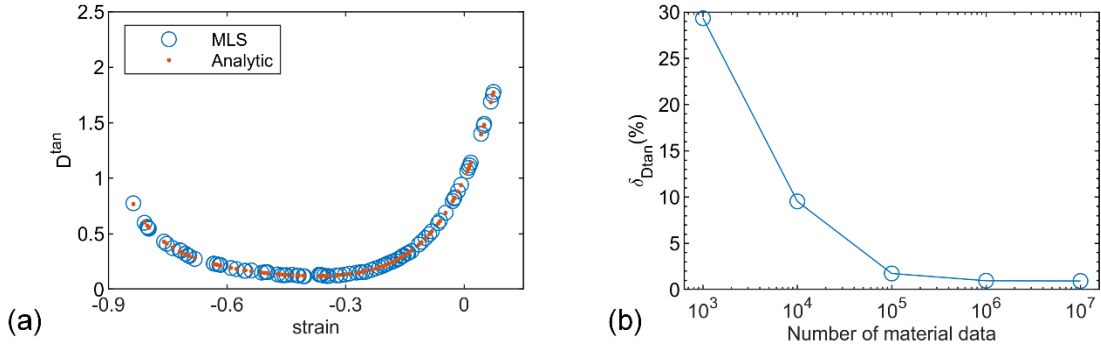 2.5
2
1.5
1
0.5
0
D^tan
MLS
Analytic
-0.9
-0.6
-0.3
0
strain
(a)
30
25
20
15
10
5
0
δ_Dtan(%)
10^3
10^4
10^5
10^6
10^7
Number of material data
(b)